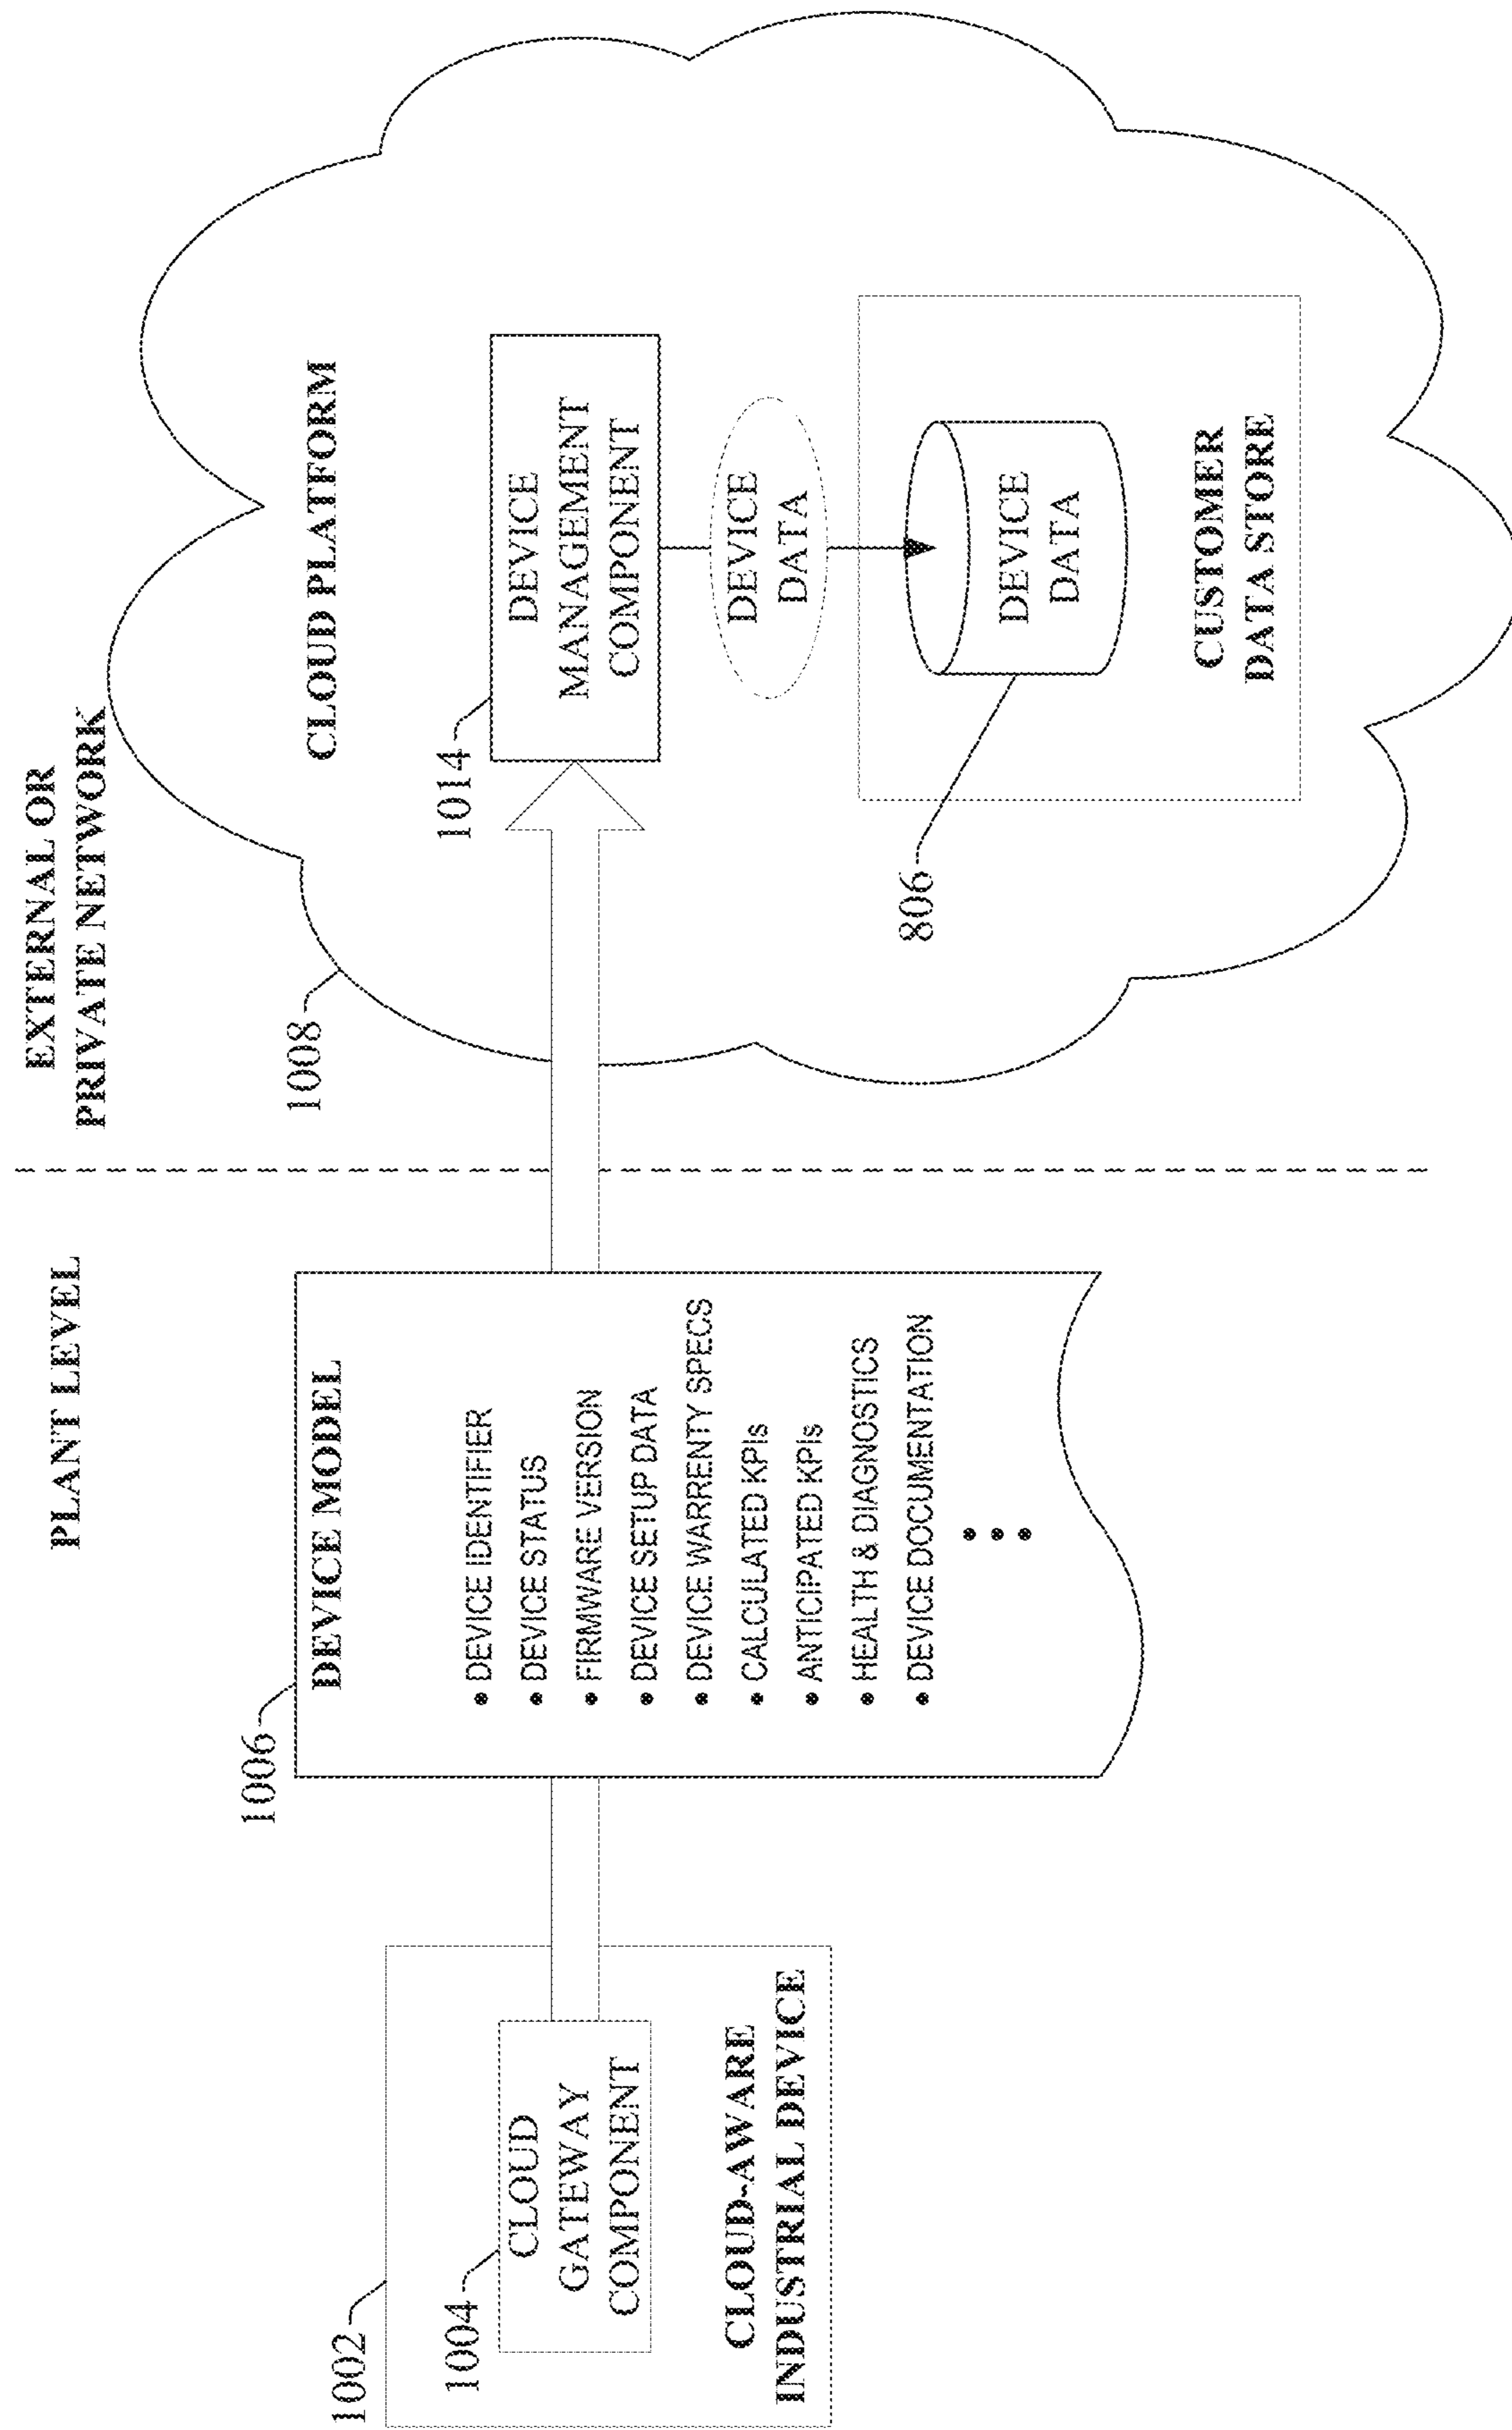 PLANT LEVEL
EXTERNAL OR
PRIVATE NETWORK
1002
1004
CLOUD
GATEWAY
COMPONENT
CLOUD-AWARE
INDUSTRIAL DEVICE
1006
DEVICE MODEL
• DEVICE IDENTIFIER
• DEVICE STATUS
• FIRMWARE VERSION
• DEVICE SETUP DATA
• DEVICE WARRENTY SPECS
• CALCULATED KPIs
• ANTICIPATED KPIs
• HEALTH & DIAGNOSTICS
• DEVICE DOCUMENTATION
1008
CLOUD PLATFORM
1014
DEVICE
MANAGEMENT
COMPONENT
DEVICE
DATA
806
DEVICE
DATA
CUSTOMER
DATA STORE